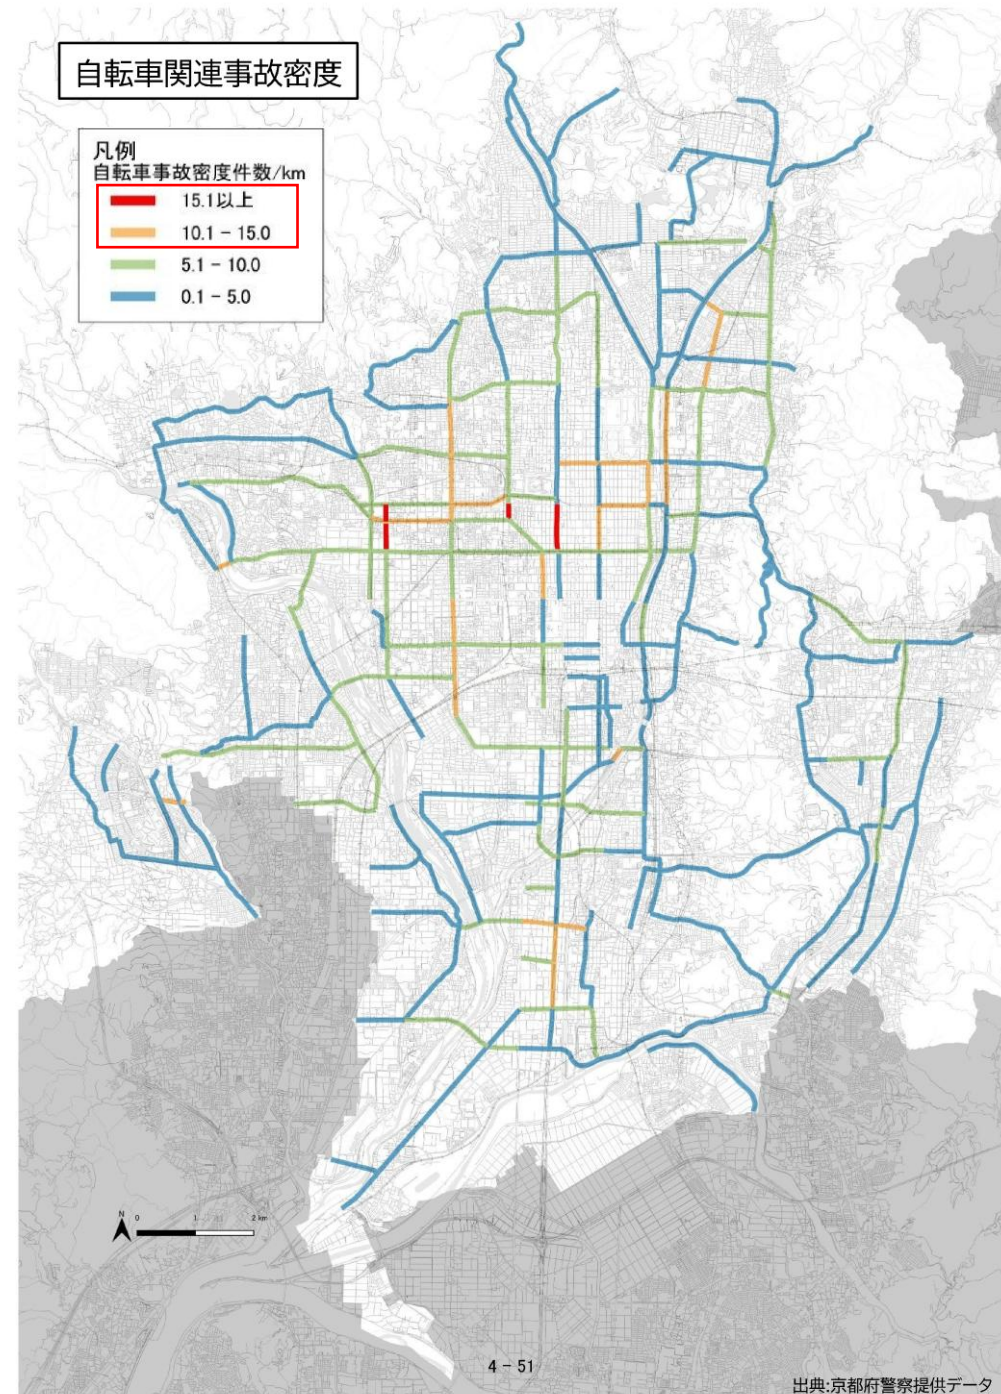 自転車関連事故密度
凡例
自転車事故密度件数/km
15.1以上
10.1 - 15.0
5.1 - 10.0
0.1 - 5.0
N
0 1 2 km
4 - 51
出典:京都府警察提供データ